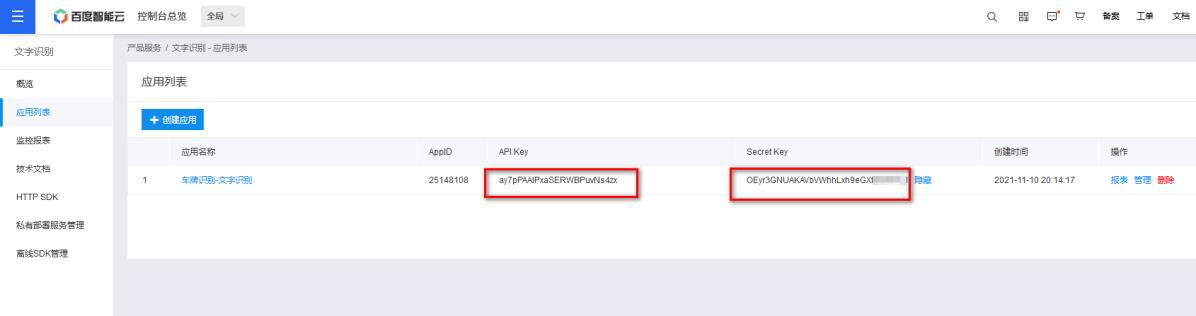 百度智能云 控制台总览 全局 备案 工单 文档
文字识别
产品服务 / 文字识别 - 应用列表
概览
应用列表
监控报表
技术文档
HTTP SDK
私有部署服务管理
离线SDK管理
应用列表
+ 创建应用
应用名称 AppID API Key Secret Key 创建时间 操作
1 车牌识别-文字识别 25148108 ay7pPAAlPxaSERWBPuvNs4zx OEyr3GNUAKAVbVWhhLxh9eGX 隐藏 2021-11-10 20:14:17 报表 管理 删除